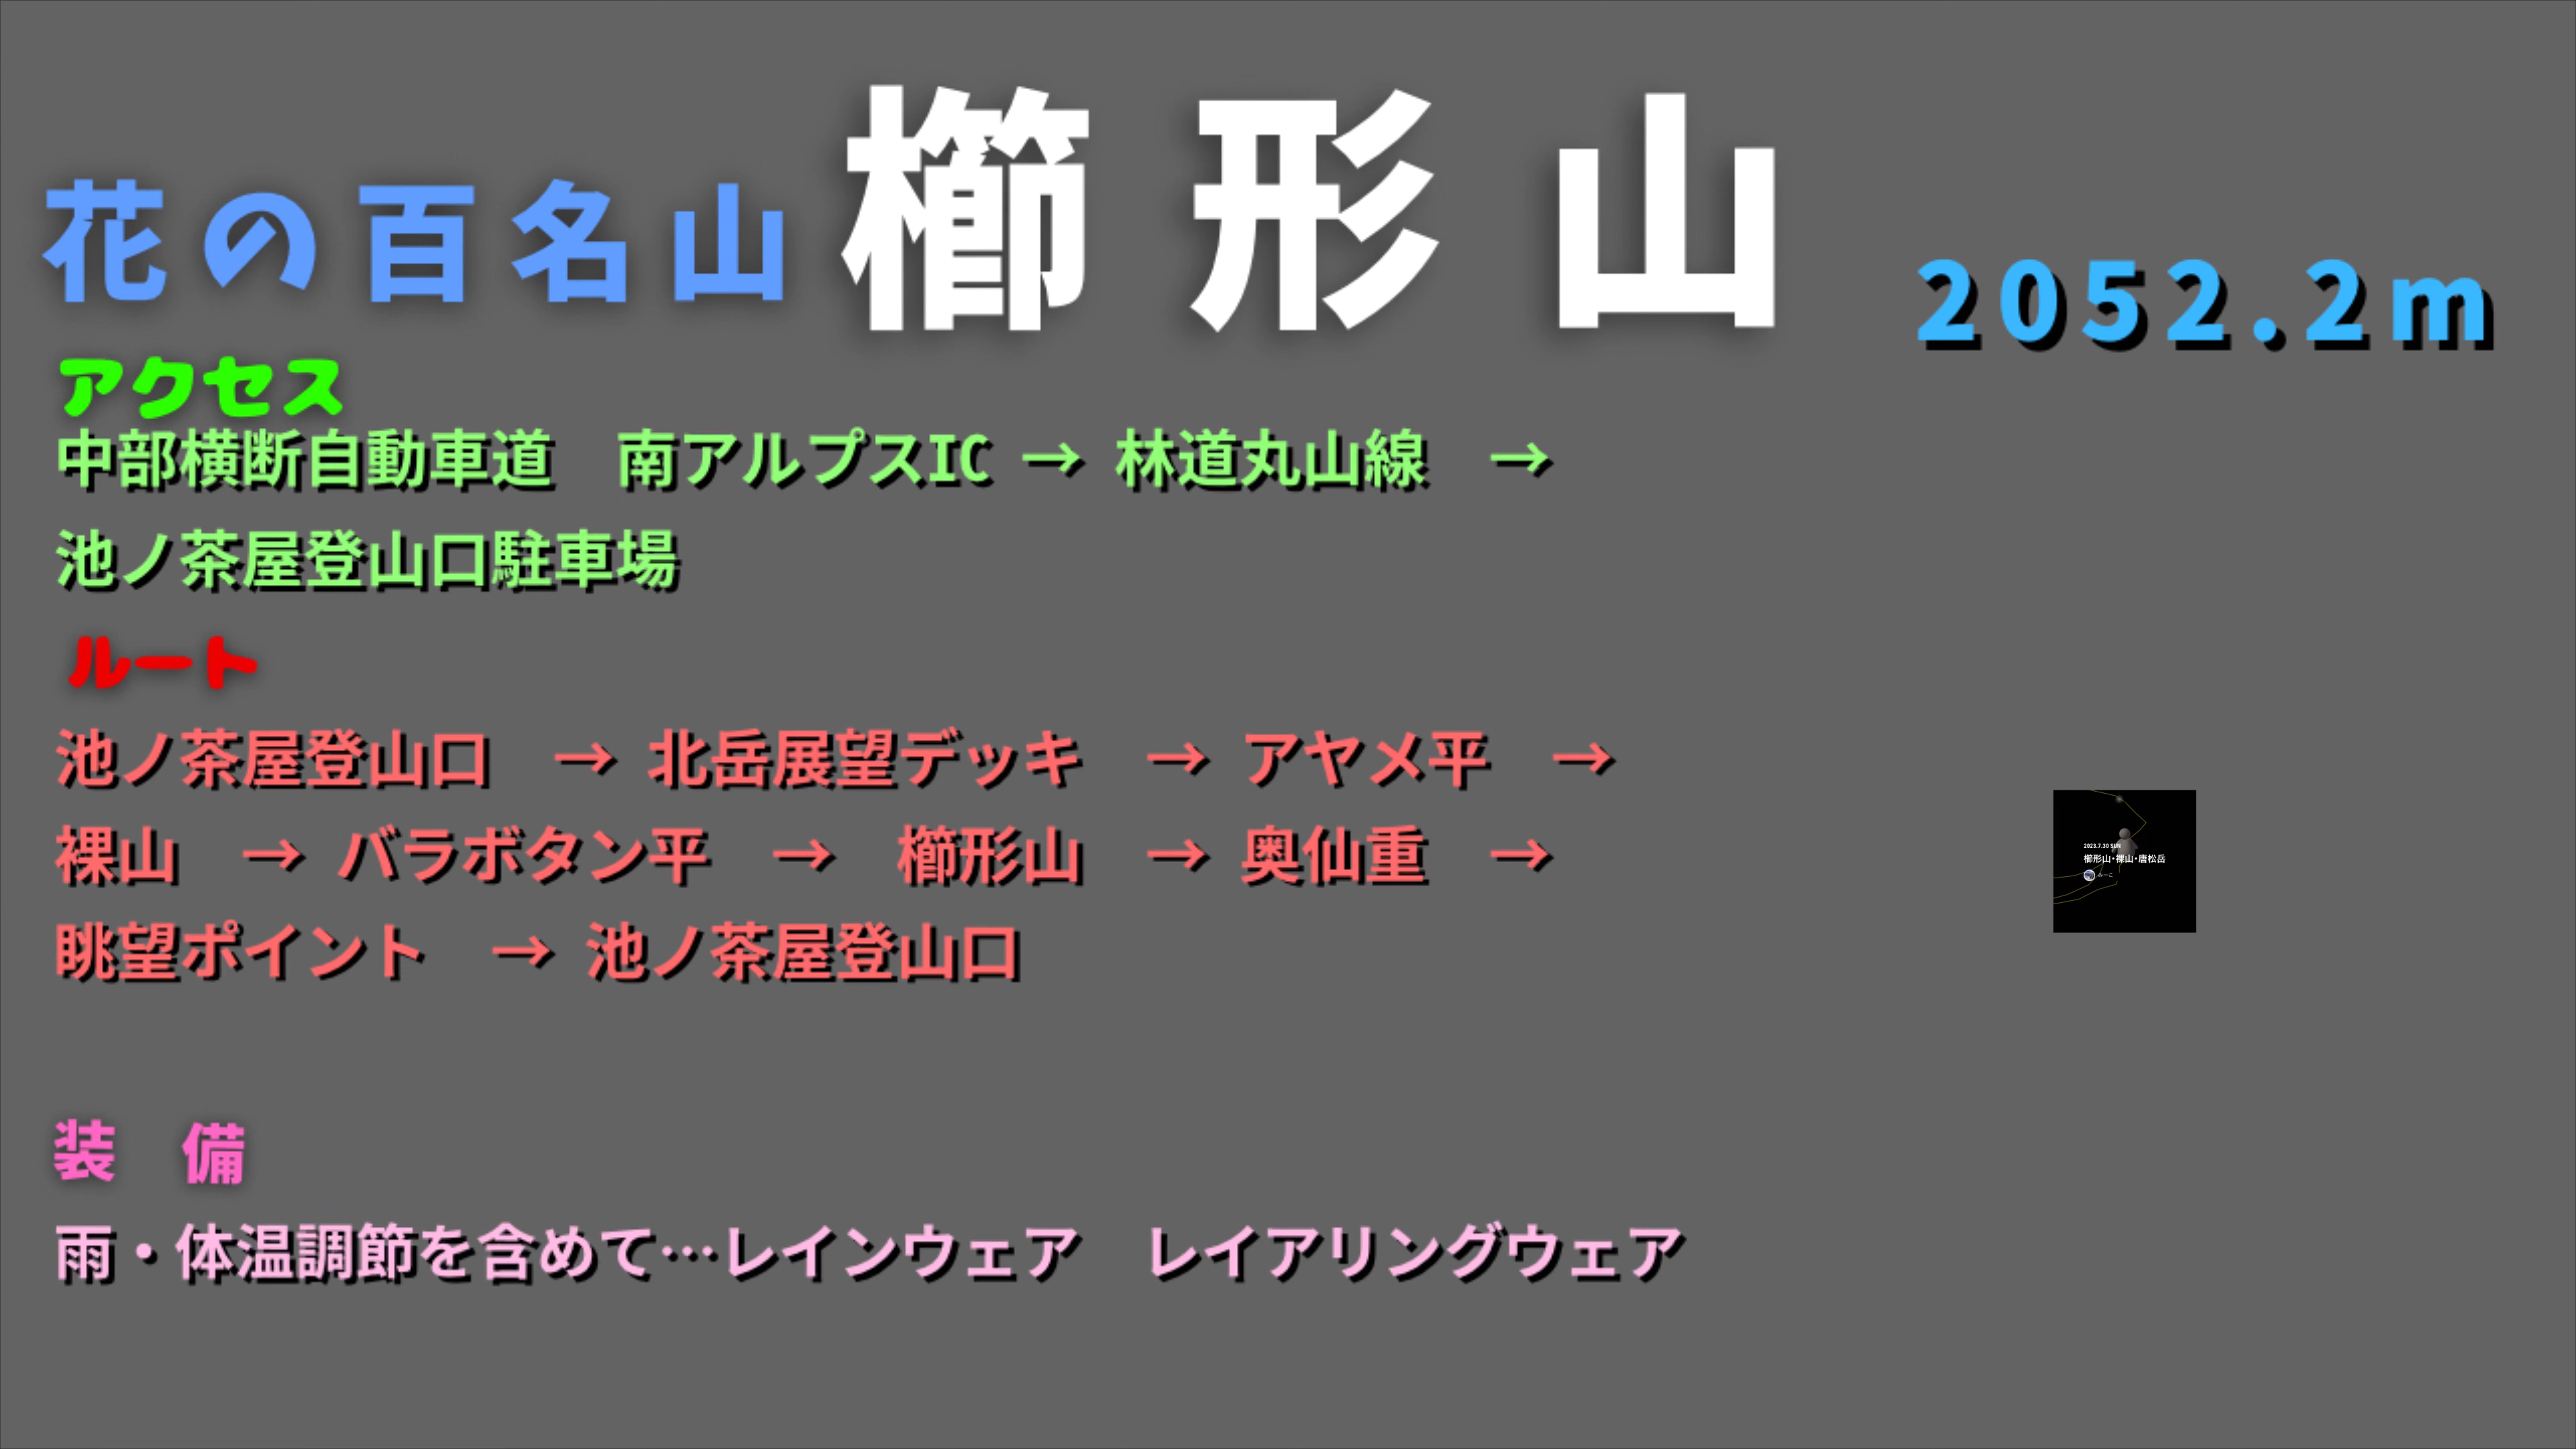 花の百名山 櫛形山 2052.2m
アクセス
中部横断自動車道　南アルプスIC → 林道丸山線　→
池ノ茶屋登山口駐車場
ルート
池ノ茶屋登山口　→ 北岳展望デッキ　→ アヤメ平　→
裸山　→ バラボタン平　→　櫛形山　→ 奥仙重　→
眺望ポイント　→ 池ノ茶屋登山口
装　備
雨・体温調節を含めて…レインウェア　レイアリングウェア
2023.7.30 SUN
櫛形山・裸山・唐松岳